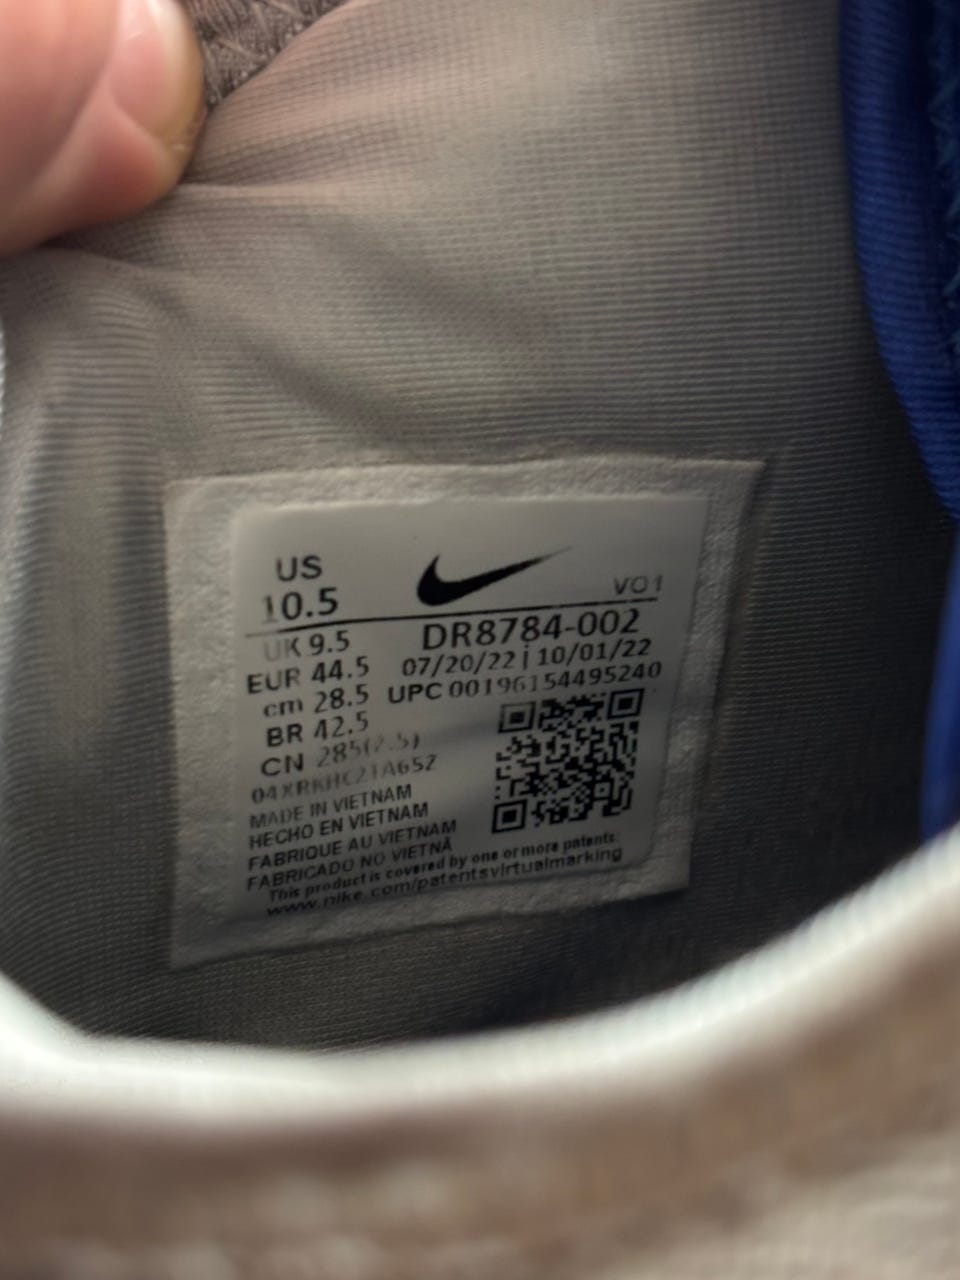 US
10.5
VO1
UK 9.5
DR8784-002
EUR 44.5
07/20/22 | 10/01/22
cm 28.5
UPC 00196154495240
BR 42.5
CN 285(2.5)
MADE IN VIETNAM
HECHO EN VIETNAM
FABRIQUE AU VIETNAM
FABRICADO NO VIETNÃ
This product is covered by one or more patents.
www.nike.com/patentsvirtualmarking